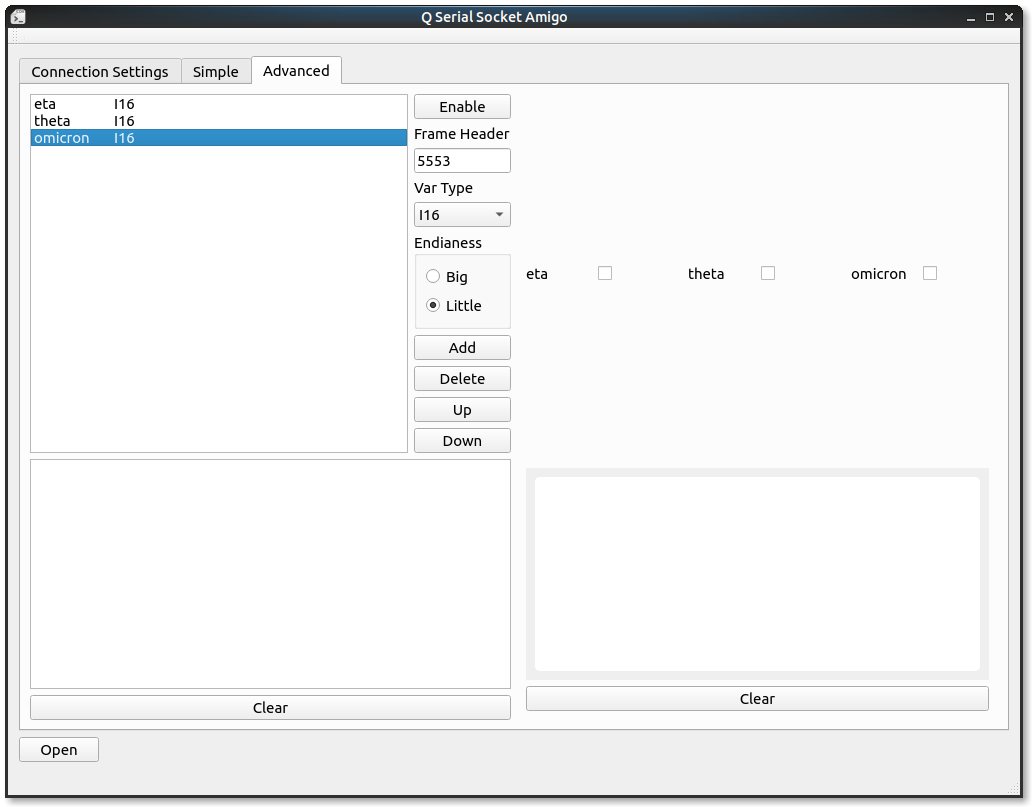 Q Serial Socket Amigo
Connection Settings Simple Advanced
eta I16
theta I16
omicron I16
Enable
Frame Header
5553
Var Type
I16
Endianess
Big
Little
Add
Delete
Up
Down
eta theta omicron
Clear
Clear
Open